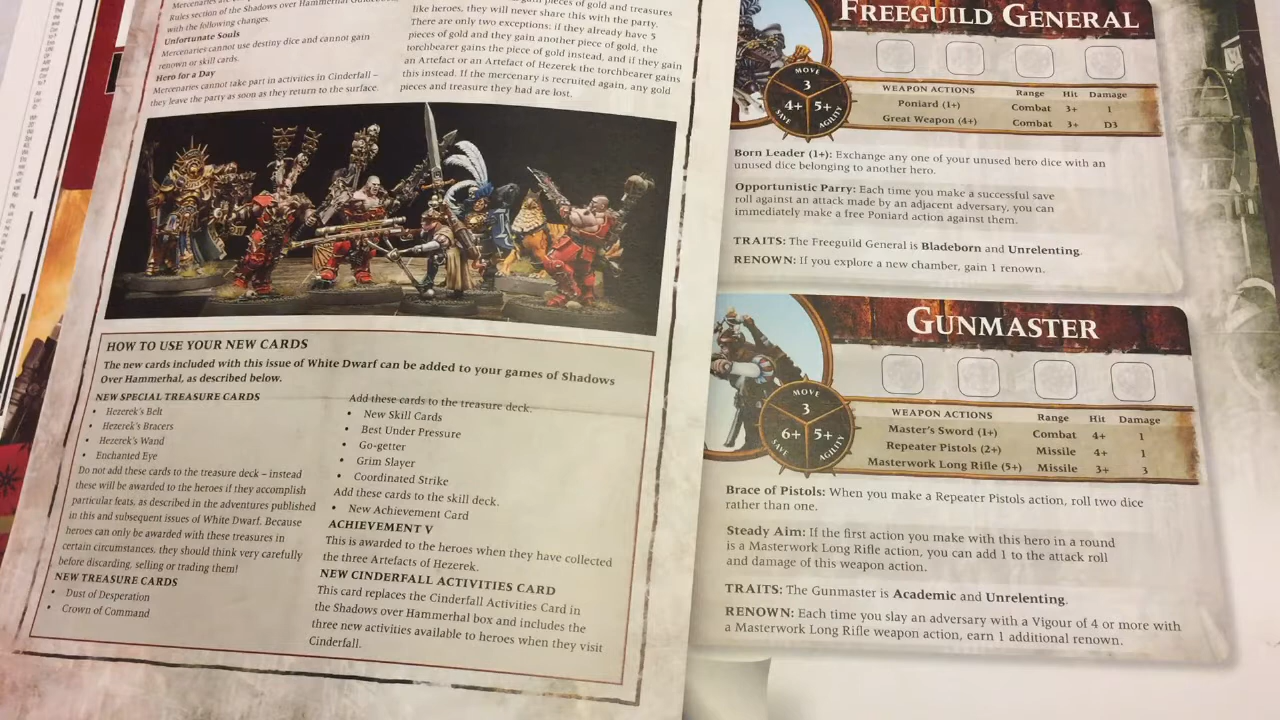 Mercenaries are
Rules section of the Shadows over Hammerhal Guidebook
with the following changes.
Unfortunate Souls
Mercenaries cannot use destiny dice and cannot gain
renown or skill cards.
Hero for a Day
Mercenaries cannot take part in activities in Cinderfall –
they leave the party as soon as they return to the surface.
pieces of gold and treasures
like heroes, they will never share this with the party.
There are only two exceptions: if they already have 5
pieces of gold and they gain another piece of gold, the
torchbearer gains the piece of gold instead, and if they gain
an Artefact or an Artefact of Hezerek the torchbearer gains
this instead. If the mercenary is recruited again, any gold
pieces and treasure they had are lost.
HOW TO USE YOUR NEW CARDS
The new cards included with this issue of White Dwarf can be added to your games of Shadows
Over Hammerhal, as described below.
NEW SPECIAL TREASURE CARDS
• Hezerek's Belt
• Hezerek's Bracers
• Hezerek's Wand
• Enchanted Eye
Do not add these cards to the treasure deck – instead
these will be awarded to the heroes if they accomplish
particular feats, as described in the adventures published
in this and subsequent issues of White Dwarf. Because
heroes can only be awarded with these treasures in
certain circumstances, they should think very carefully
before discarding, selling or trading them!
NEW TREASURE CARDS
• Dust of Desperation
• Crown of Command
Add these cards to the treasure deck.
• New Skill Cards
• Best Under Pressure
• Go-getter
• Grim Slayer
• Coordinated Strike
Add these cards to the skill deck.
• New Achievement Card
ACHIEVEMENT V
This is awarded to the heroes when they have collected
the three Artefacts of Hezerek.
NEW CINDERFALL ACTIVITIES CARD
This card replaces the Cinderfall Activities Card in
the Shadows over Hammerhal box and includes the
three new activities available to heroes when they visit
Cinderfall.
FREEGUILD GENERAL
MOVE
3
4+ 5+
SAVE AGILITY
WEAPON ACTIONS Range Hit Damage
Poniard (1+) Combat 3+ 1
Great Weapon (4+) Combat 3+ D3
Born Leader (1+): Exchange any one of your unused hero dice with an
unused dice belonging to another hero.
Opportunistic Parry: Each time you make a successful save
roll against an attack made by an adjacent adversary, you can
immediately make a free Poniard action against them.
TRAITS: The Freeguild General is Bladeborn and Unrelenting.
RENOWN: If you explore a new chamber, gain 1 renown.
GUNMASTER
MOVE
3
6+ 5+
SAVE AGILITY
WEAPON ACTIONS Range Hit Damage
Master's Sword (1+) Combat 4+ 1
Repeater Pistols (2+) Missile 4+ 1
Masterwork Long Rifle (5+) Missile 3+ 3
Brace of Pistols: When you make a Repeater Pistols action, roll two dice
rather than one.
Steady Aim: If the first action you make with this hero in a round
is a Masterwork Long Rifle action, you can add 1 to the attack roll
and damage of this weapon action.
TRAITS: The Gunmaster is Academic and Unrelenting.
RENOWN: Each time you slay an adversary with a Vigour of 4 or more with
a Masterwork Long Rifle weapon action, earn 1 additional renown.